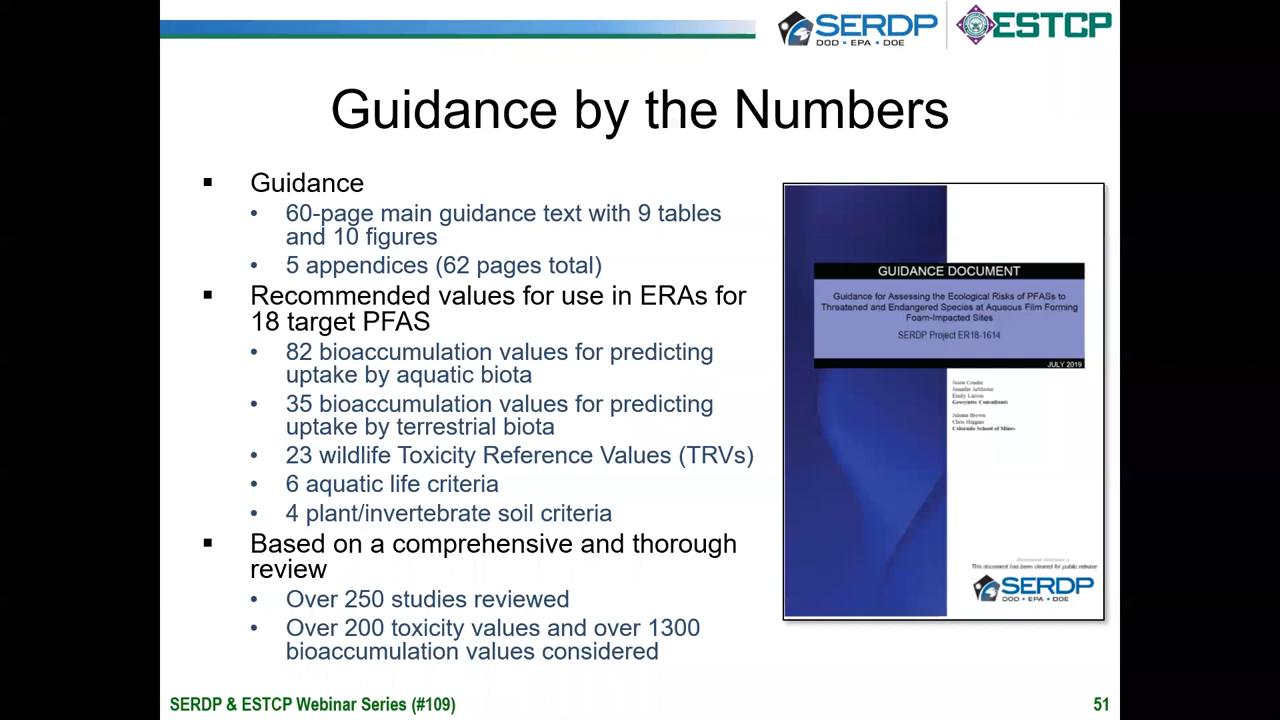 SERDP
DOD • EPA • DOE
ESTCP
Guidance by the Numbers
▪ Guidance
• 60-page main guidance text with 9 tables
and 10 figures
• 5 appendices (62 pages total)
▪ Recommended values for use in ERAs for
18 target PFAS
• 82 bioaccumulation values for predicting
uptake by aquatic biota
• 35 bioaccumulation values for predicting
uptake by terrestrial biota
• 23 wildlife Toxicity Reference Values (TRVs)
• 6 aquatic life criteria
• 4 plant/invertebrate soil criteria
▪ Based on a comprehensive and thorough
review
• Over 250 studies reviewed
• Over 200 toxicity values and over 1300
bioaccumulation values considered
GUIDANCE DOCUMENT
Guidance for Assessing the Ecological Risks of PFASs to
Threatened and Endangered Species at Aqueous Film Forming
Foam-Impacted Sites
SERDP Project ER18-1614
JULY 2019
Jason Conder
Jennifer Arblaster
Emily Larson
Geosyntec Consultants
Juliane Brown
Chris Higgins
Colorado School of Mines
This document has been cleared for public release
SERDP
DOD • EPA • DOE
SERDP & ESTCP Webinar Series (#109)
51